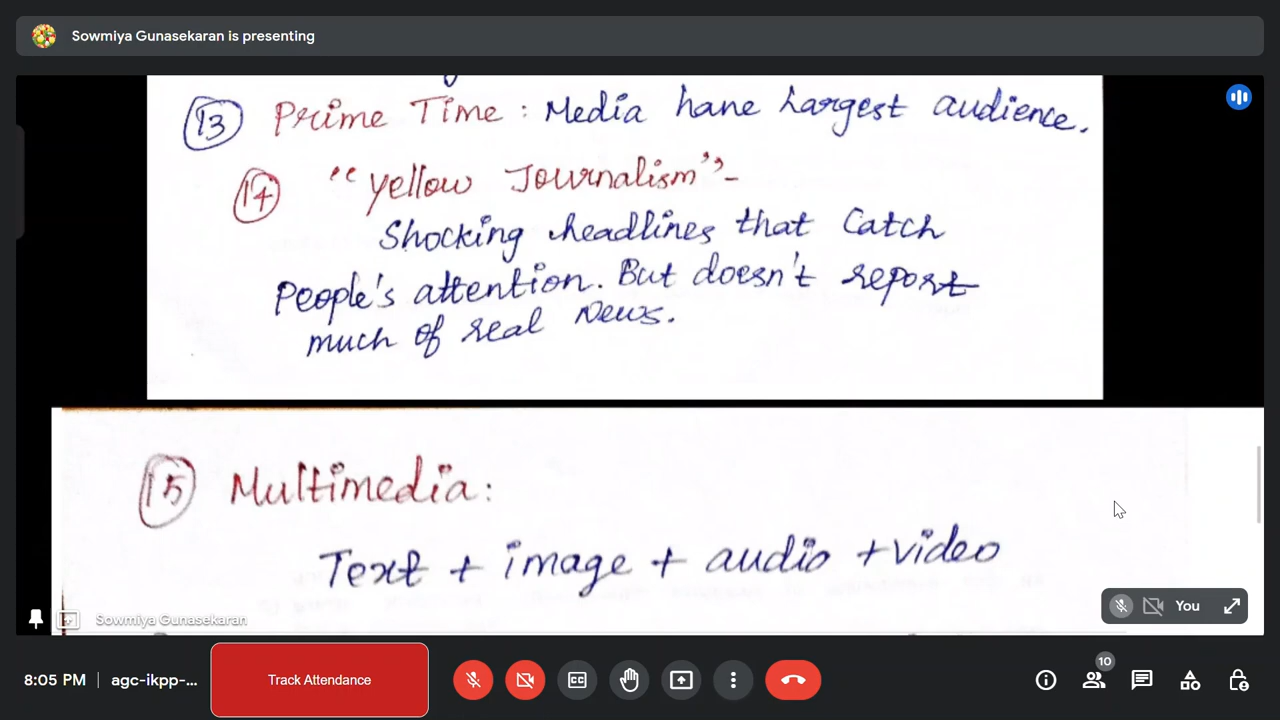 Sowmiya Gunasekaran is presenting
13 Prime Time : Media hane Largest audience.
14 "Yellow Journalism" -
Shocking headlines that Catch
People's attention. But doesn't report
much of real News.
15 Multimedia :
Text + image + audio + video
Sowmiya Gunasekaran
You
8:05 PM | agc-ikpp-...
Track Attendance
CC
10